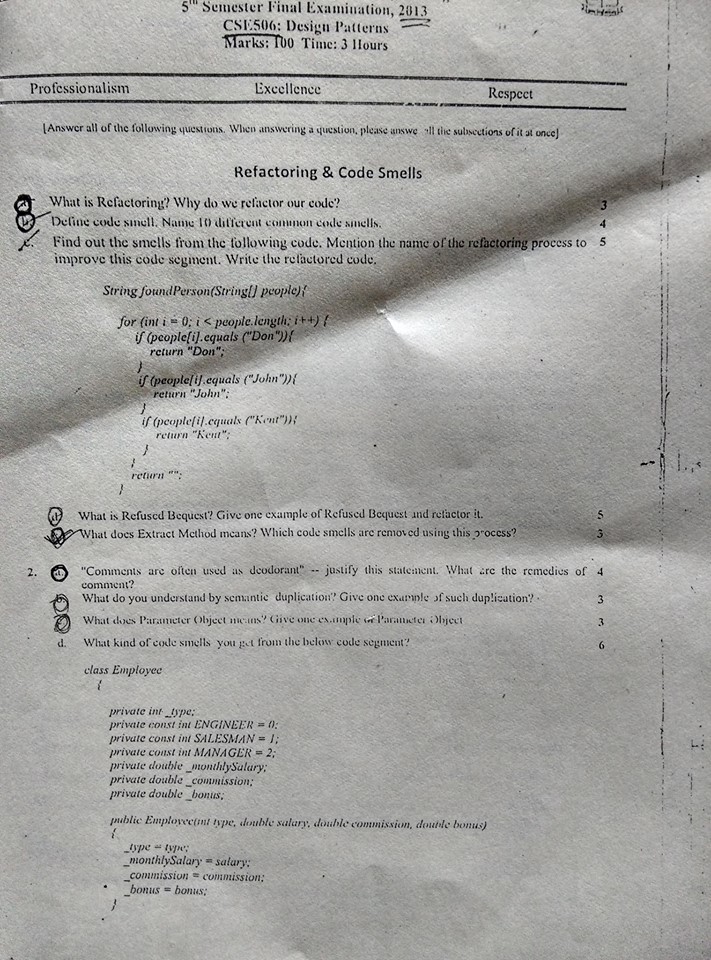 5th Semester Final Examination, 2013
CSE506: Design Patterns
Marks: 100 Time: 3 Hours
Professionalism Excellence Respect
[Answer all of the following questions. When answering a question, please answe all the subsections of it at once]
Refactoring & Code Smells
a. What is Refactoring? Why do we refactor our code? 3
b. Define code smell. Name 10 different common code smells. 4
c. Find out the smells from the following code. Mention the name of the refactoring process to 5
improve this code segment. Write the refactored code.
String foundPerson(String[] people){
for (int i = 0; i < people.length; i++) {
if (people[i].equals ("Don")){
return "Don";
}
if (people[i].equals ("John")){
return "John";
}
if (people[i].equals ("Kent")){
return "Kent";
}
}
return "";
}
d. What is Refused Bequest? Give one example of Refused Bequest and refactor it. 5
What does Extract Method means? Which code smells are removed using this process? 3
2. a. "Comments are often used as deodorant" -- justify this statement. What are the remedies of 4
comment?
b. What do you understand by semantic duplication? Give one example of such duplication? 3
What does Parameter Object means? Give one example of Parameter Object 3
d. What kind of code smells you get from the below code segment? 6
class Employee
{
private int _type;
private const int ENGINEER = 0;
private const int SALESMAN = 1;
private const int MANAGER = 2;
private double _monthlySalary;
private double _commission;
private double _bonus;
public Employee(int type, double salary, double commission, double bonus)
{
_type = type;
_monthlySalary = salary;
_commission = commission;
_bonus = bonus;
}